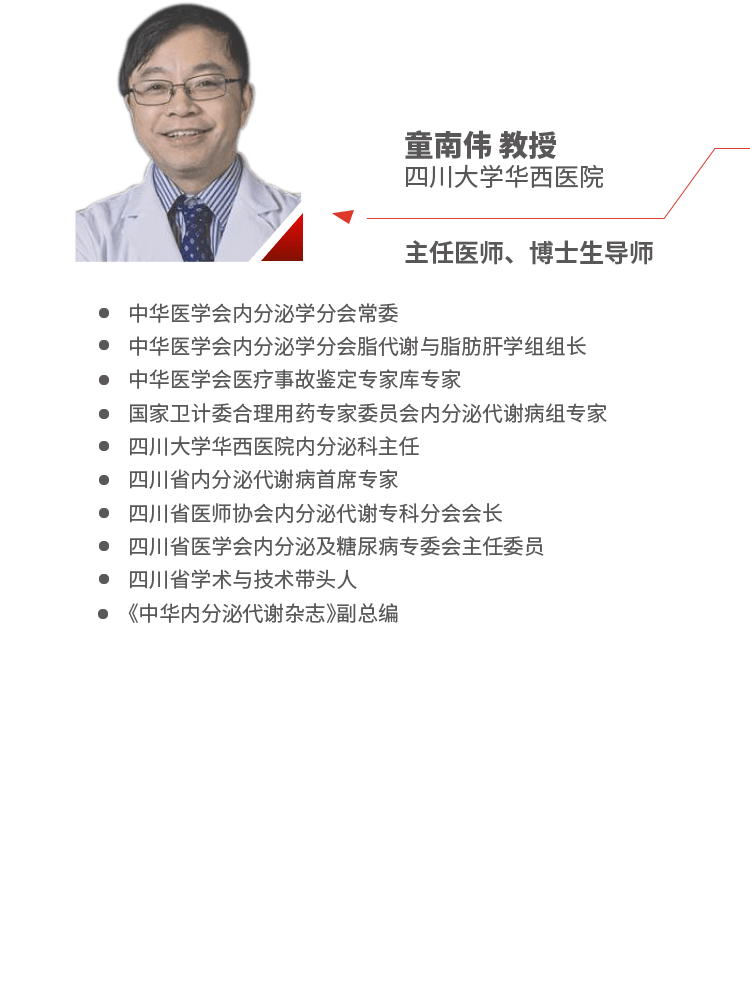 童南伟 教授
四川大学华西医院
主任医师、博士生导师
中华医学会内分泌学分会常委
中华医学会内分泌学分会脂代谢与脂肪肝学组组长
中华医学会医疗事故鉴定专家库专家
国家卫计委合理用药专家委员会内分泌代谢病组专家
四川大学华西医院内分泌科主任
四川省内分泌代谢病首席专家
四川省医师协会内分泌代谢专科分会会长
四川省医学会内分泌及糖尿病专委会主任委员
四川省学术与技术带头人
《中华内分泌代谢杂志》副总编